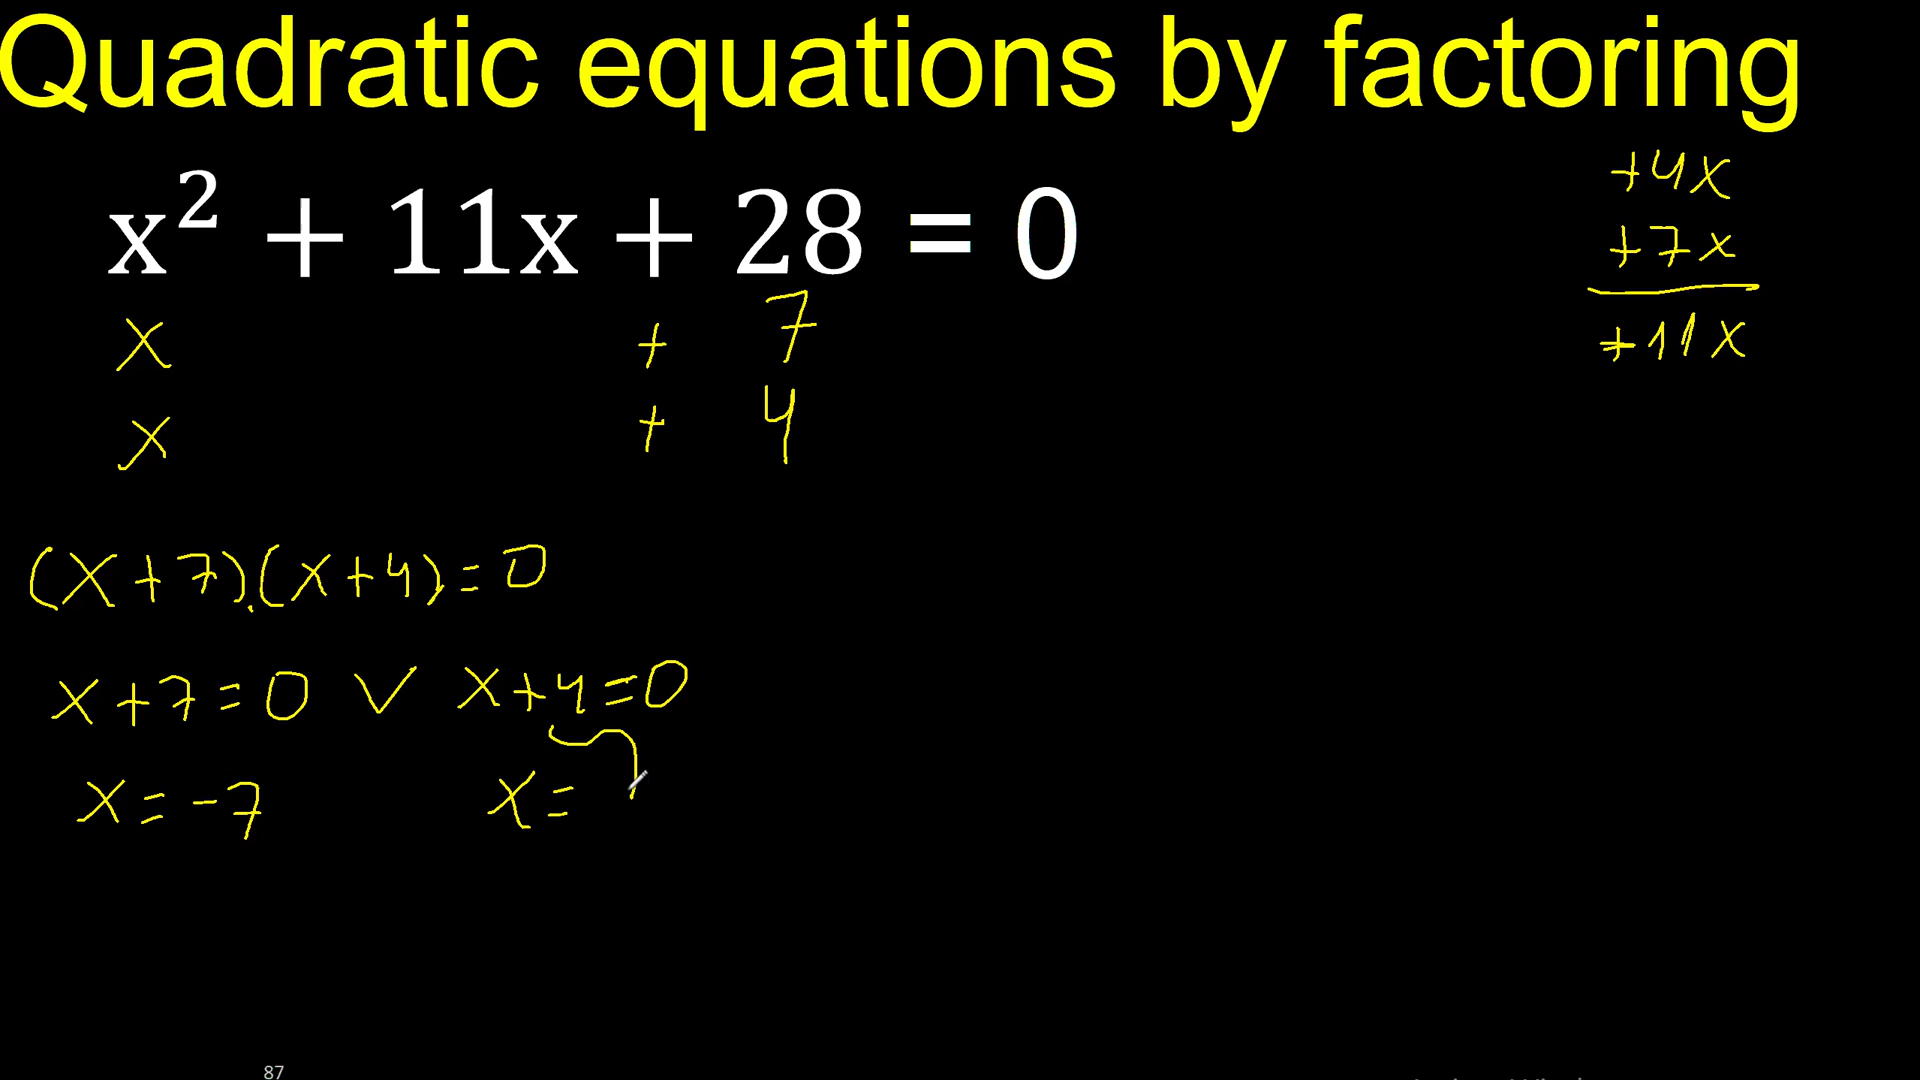 Quadratic equations by factoring
x² + 11x + 28 = 0
+4x
+7x
+11x
x + 7
x + 4
(x+7).(x+4)=0
x+7=0 ∨ x+4=0
x=-7 x=
87